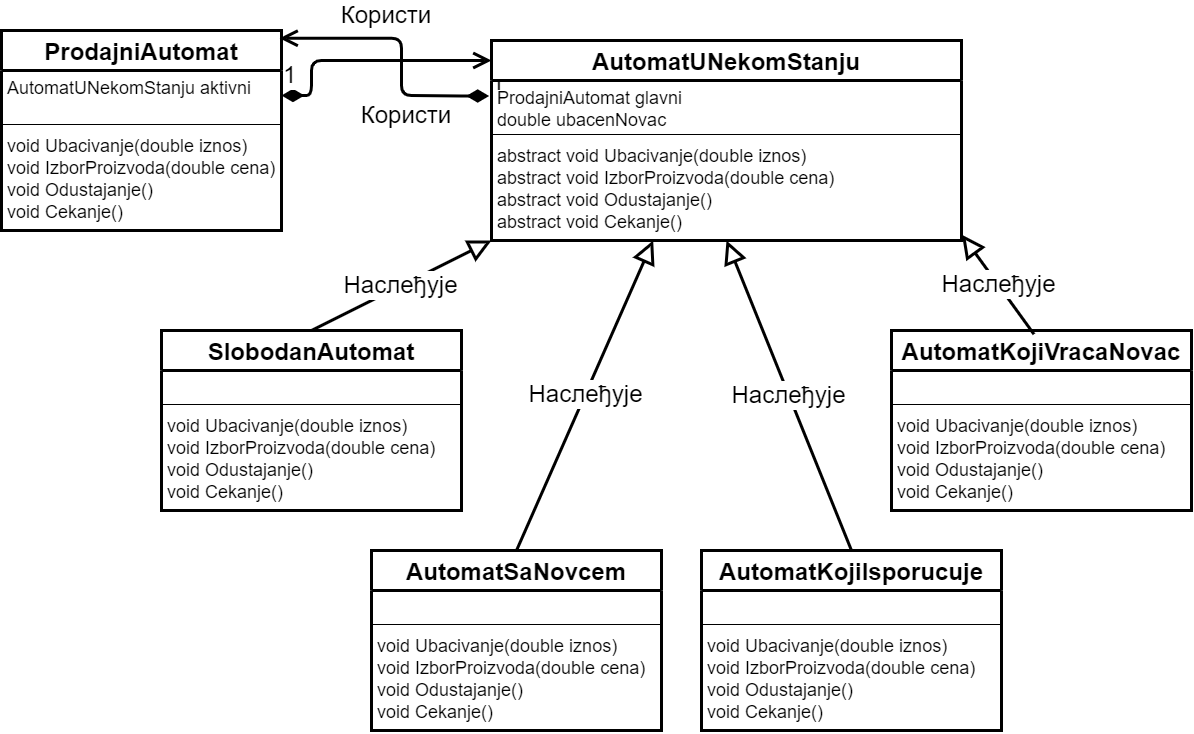 Користи
ProdajniAutomat
AutomatUNekomStanju aktivni
void Ubacivanje(double iznos)
void IzborProizvoda(double cena)
void Odustajanje()
void Cekanje()
1
Користи
AutomatUNekomStanju
ProdajniAutomat glavni
double ubacenNovac
abstract void Ubacivanje(double iznos)
abstract void IzborProizvoda(double cena)
abstract void Odustajanje()
abstract void Cekanje()
Наслеђује
Наслеђује
Наслеђује
Наслеђује
SlobodanAutomat
void Ubacivanje(double iznos)
void IzborProizvoda(double cena)
void Odustajanje()
void Cekanje()
AutomatKojiVracaNovac
void Ubacivanje(double iznos)
void IzborProizvoda(double cena)
void Odustajanje()
void Cekanje()
AutomatSaNovcem
void Ubacivanje(double iznos)
void IzborProizvoda(double cena)
void Odustajanje()
void Cekanje()
AutomatKojiIsporucuje
void Ubacivanje(double iznos)
void IzborProizvoda(double cena)
void Odustajanje()
void Cekanje()